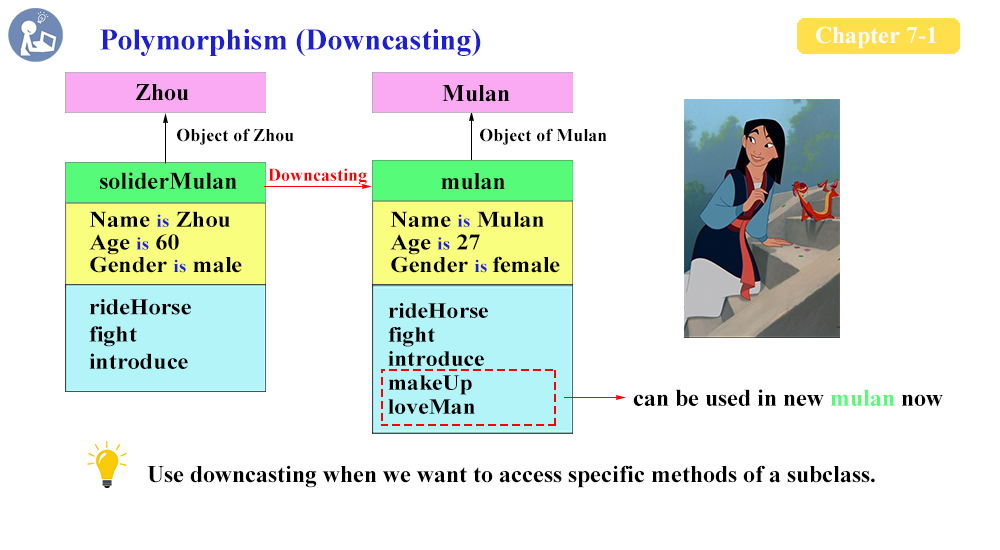 Polymorphism (Downcasting)
Chapter 7-1
Zhou
Mulan
Object of Zhou
Object of Mulan
soliderMulan
Downcasting
mulan
Name is Zhou
Age is 60
Gender is male
Name is Mulan
Age is 27
Gender is female
rideHorse
fight
introduce
rideHorse
fight
introduce
makeUp
loveMan
can be used in new mulan now
Use downcasting when we want to access specific methods of a subclass.